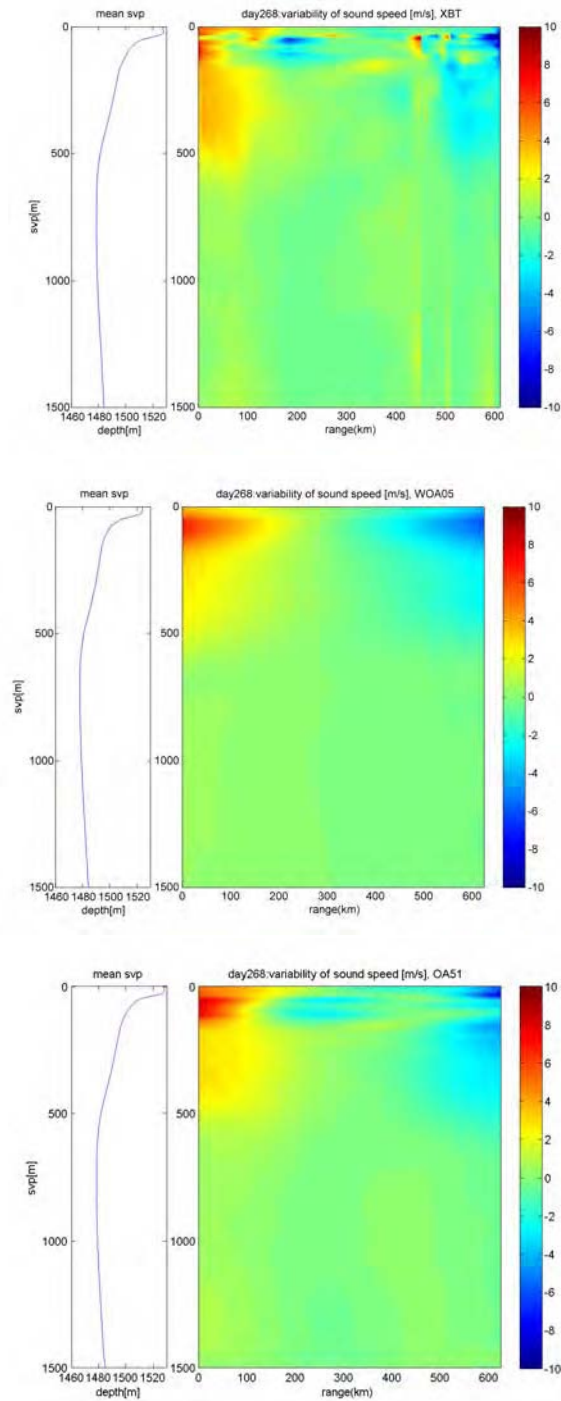 mean svp
day268:variability of sound speed [m/s], XBT
0
500
1000
1500
svp[m]
1460 1480 1500 1520
depth[m]
0
500
1000
1500
0 100 200 300 400 500 600
range(km)
10
8
6
4
2
0
-2
-4
-6
-8
-10
mean svp
day268:variability of sound speed [m/s], WOA05
0
500
1000
1500
svp[m]
1460 1480 1500 1520
depth[m]
0
500
1000
1500
0 100 200 300 400 500 600
range(km)
10
8
6
4
2
0
-2
-4
-6
-8
-10
mean svp
day268:variability of sound speed [m/s], OA51
0
500
1000
1500
svp[m]
1460 1480 1500 1520
depth[m]
0
500
1000
1500
0 100 200 300 400 500 600
range(km)
10
8
6
4
2
0
-2
-4
-6
-8
-10